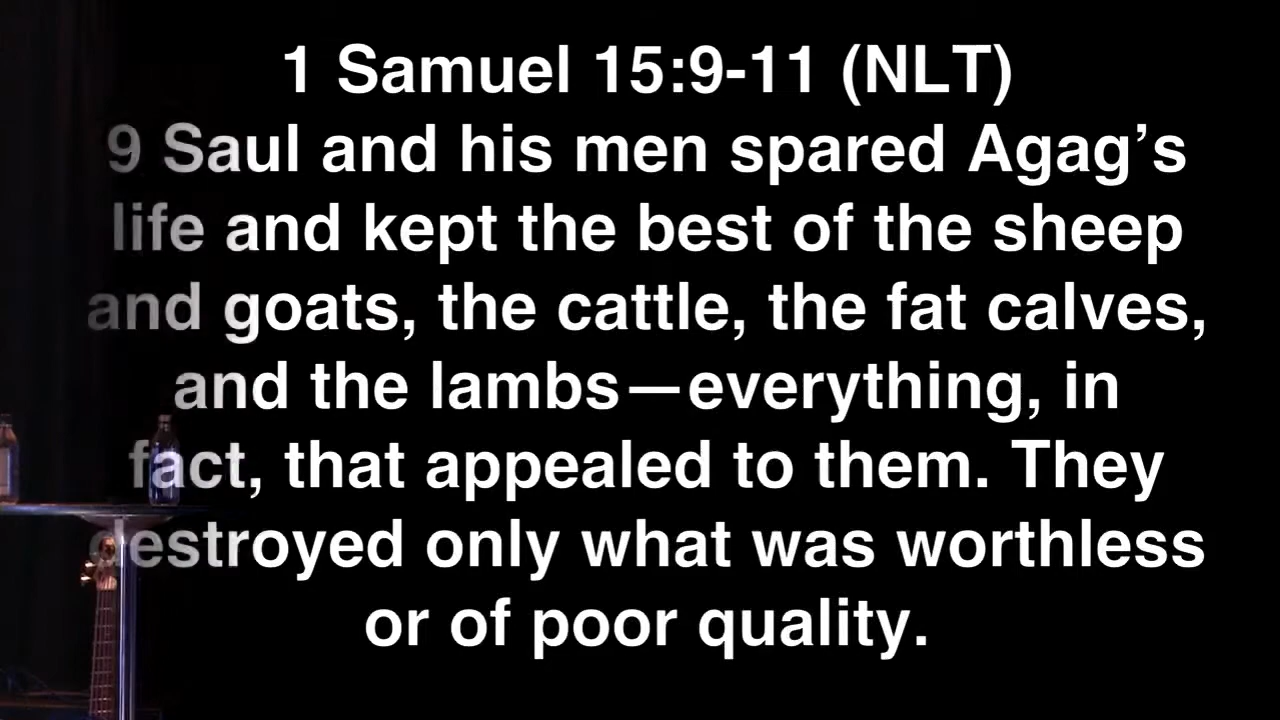 1 Samuel 15:9-11 (NLT)
9 Saul and his men spared Agag’s
life and kept the best of the sheep
and goats, the cattle, the fat calves,
and the lambs—everything, in
fact, that appealed to them. They
destroyed only what was worthless
or of poor quality.